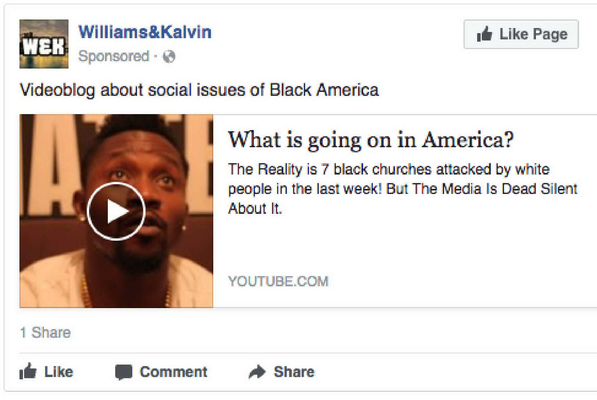 WEK
Williams&Kalvin
Sponsored ·
Like Page
Videoblog about social issues of Black America
What is going on in America?
The Reality is 7 black churches attacked by white
people in the last week! But The Media Is Dead Silent
About It.
YOUTUBE.COM
1 Share
Like Comment Share